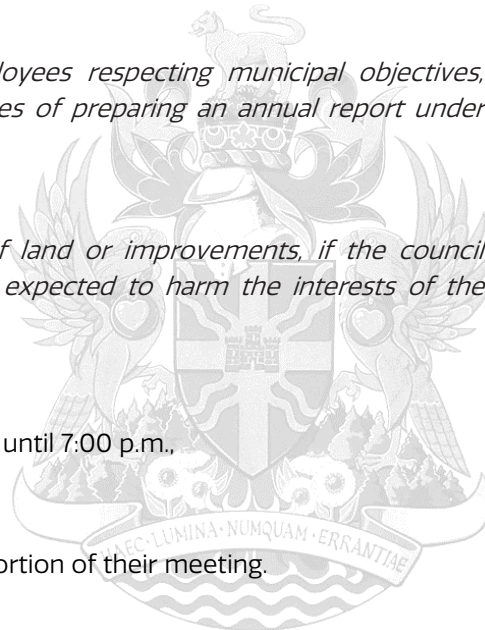 loyees respecting municipal objectives,
es of preparing an annual report under
f land or improvements, if the council
expected to harm the interests of the
until 7:00 p.m.,
ortion of their meeting.
HAEC · LUMINA · NUMQUAM · ERRANTIA